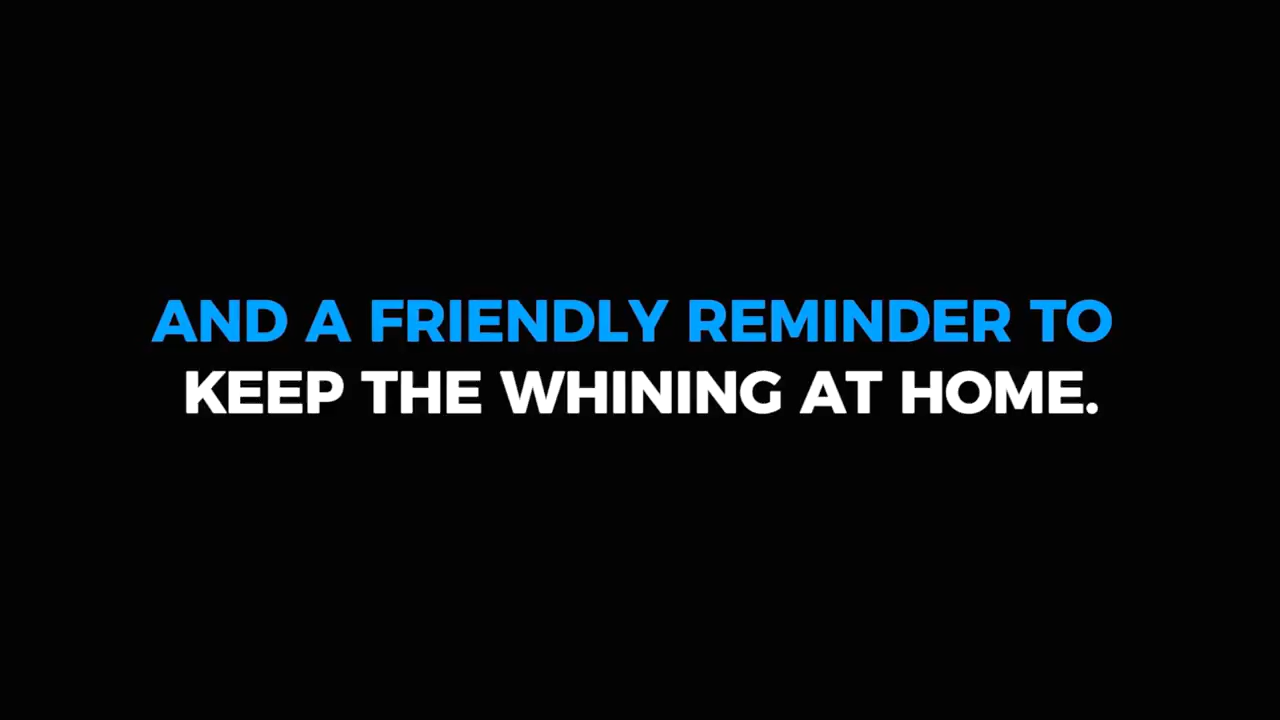 AND A FRIENDLY REMINDER TO
KEEP THE WHINING AT HOME.